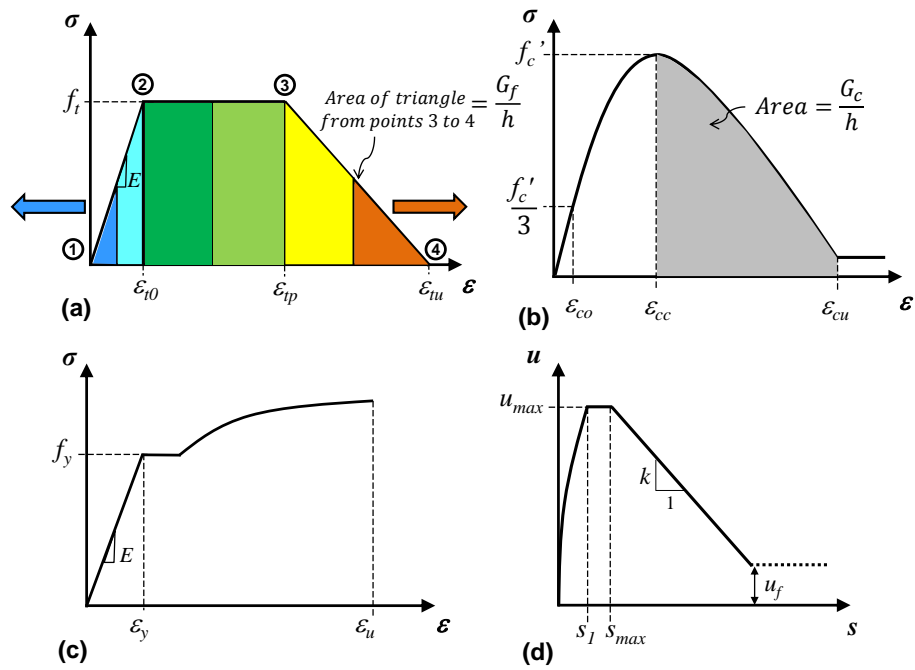 σ
② ③
f_t
Area of triangle
from points 3 to 4
= G_f / h
E
① ④
ε_t0 ε_tp ε_tu ε
(a)
σ
f_c'
Area = G_c / h
f_c' / 3
ε_co ε_cc ε_cu ε
(b)
σ
f_y
E
ε_y ε_u ε
(c)
u
u_max
k
1
u_f
s_1 s_max s
(d)